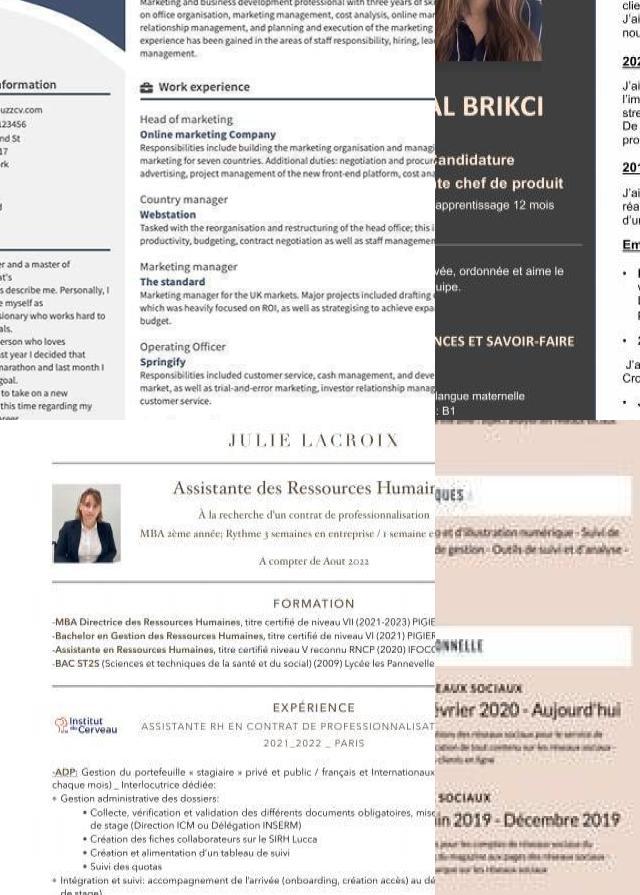 Marketing and business development professional with three years of
on office organisation, marketing management, cost analysis, online
relationship management, and planning and execution of the marketing
experience has been gained in the areas of staff responsibility, hiring,
management.
Work experience
Head of marketing
Online marketing Company
Responsibilities include building the marketing organisation and
marketing for seven countries. Additional duties: negotiation and
advertising, project management of the new front-end platform, cost
Country manager
Webstation
Tasked with the reorganisation and restructuring of the head office; this
productivity, budgeting, contract negotiation as well as staff
Marketing manager
The standard
Marketing manager for the UK markets. Major projects included drafting
which was heavily focused on ROI, as well as strategising to achieve
budget.
Operating Officer
Springify
Responsibilities included customer service, cash management, and
market, as well as trial-and-error marketing, investor relationship
customer service.
nformation
uzzcv.com
123456
nd St
17
rk
er and a master of
at's
s describe me. Personally, I
e myself as
sionary who works hard to
als.
erson who loves
st year I decided that
marathon and last month I
goal.
to take on a new
this time regarding my
AL BRIKCI
andidature
te chef de produit
apprentissage 12 mois
vée, ordonnée et aime le
uipe.
NCES ET SAVOIR-FAIRE
langue maternelle
: B1
clie
J'ai
nou
202
J'ai
l'im
stre
De
pro
201
J'ai
réa
d'un
Em
J'a
Cro
JULIE LACROIX
Assistante des Ressources Humain
À la recherche d'un contrat de professionnalisation
MBA 2ème année; Rythme 3 semaines en entreprise / 1 semaine
A compter de Aout 2022
FORMATION
-MBA Directrice des Ressources Humaines, titre certifié de niveau VII (2021-2023) PIGIE
-Bachelor en Gestion des Ressources Humaines, titre certifié de niveau VI (2021) PIGIE
-Assistante en Ressources Humaines, titre certifié niveau V reconnu RNCP (2020) IFOC
-BAC ST2S (Sciences et techniques de la santé et du social) (2009) Lycée les Pannevelle
EXPÉRIENCE
Institut du Cerveau
ASSISTANTE RH EN CONTRAT DE PROFESSIONNALISAT
2021_2022 _ PARIS
-ADP: Gestion du portefeuille « stagiaire » privé et public / français et Internationaux
chaque mois) _ Interlocutrice dédiée:
Gestion administrative des dossiers:
• Collecte, vérification et validation des différents documents obligatoires, mise
de stage (Direction ICM ou Délégation INSERM)
• Création des fiches collaborateurs sur le SIRH Lucca
• Création et alimentation d'un tableau de suivi
• Suivi des quotas
Intégration et suivi: accompagnement de l'arrivée (onboarding, création accès) au
de stage)
QUES
et d'illustration numérique - Suivi de
de gestion - Outils de suivi et d'analyse -
ONNELLE
EAUX SOCIAUX
évrier 2020 - Aujourd'hui
clients en ligne
SOCIAUX
in 2019 - Décembre 2019